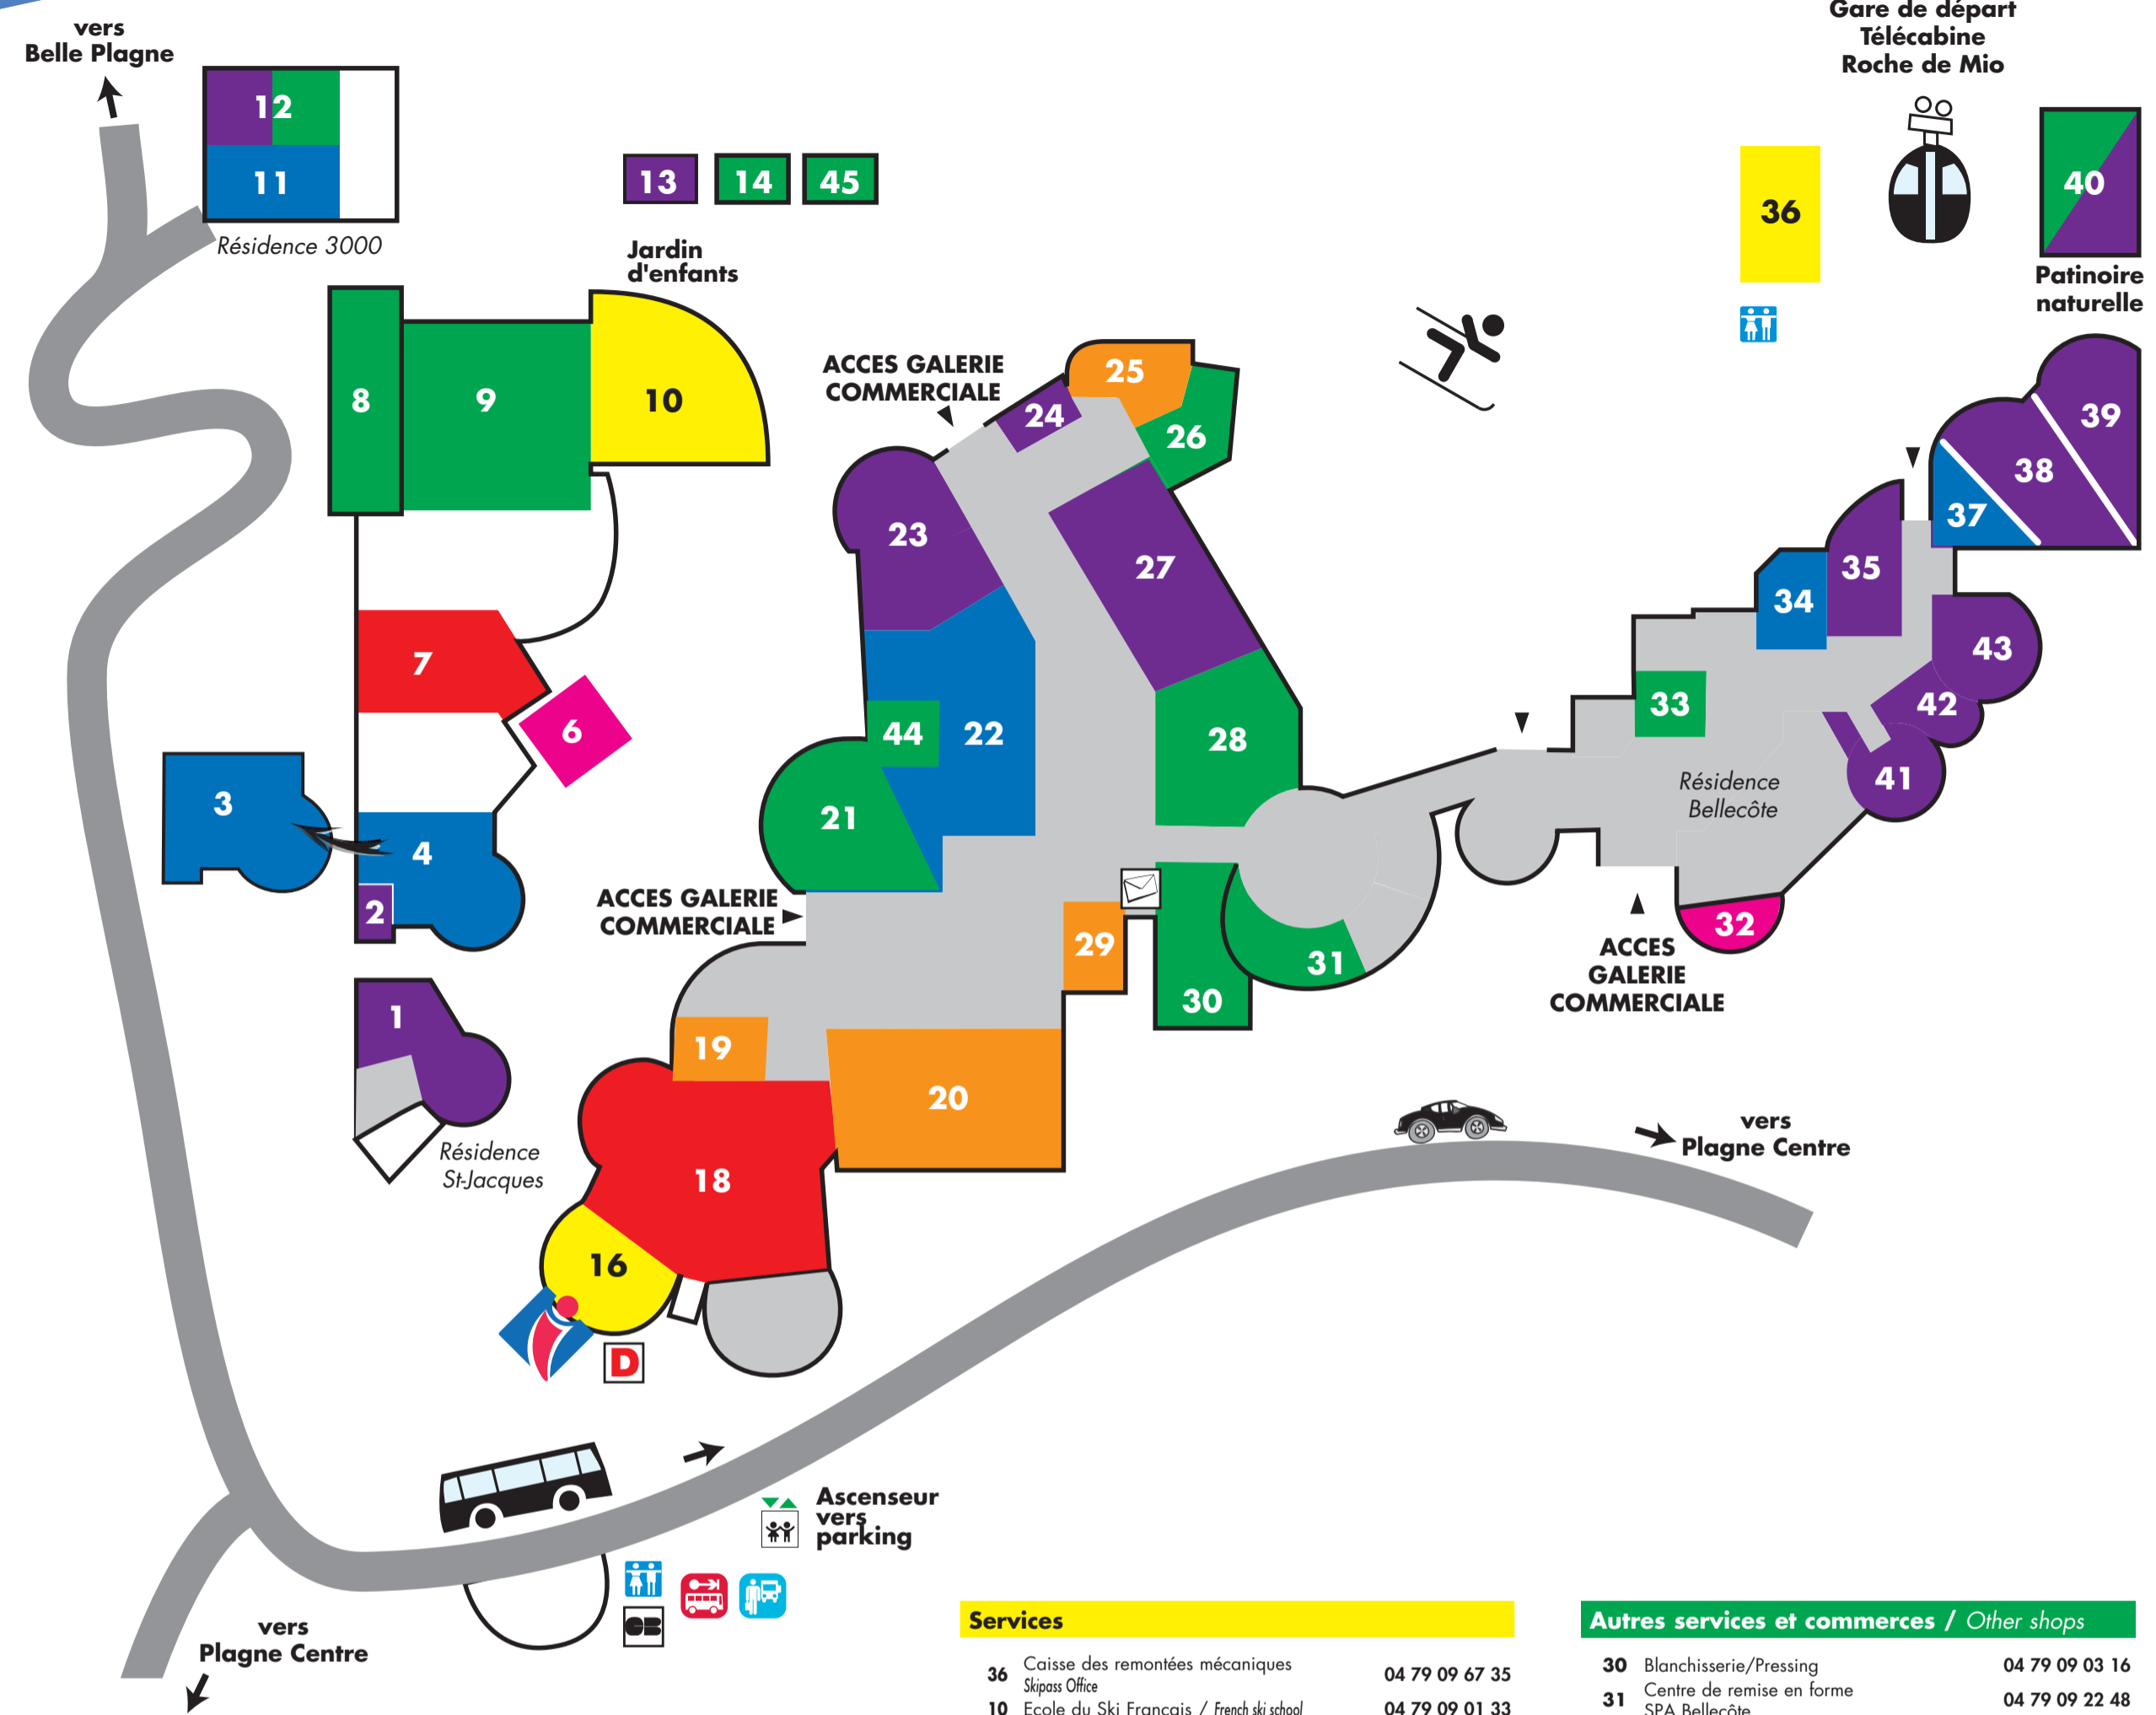 vers
Belle Plagne
Gare de départ
Télécabine
Roche de Mio
12
11
Résidence 3000
13
14
45
Jardin
d'enfants
36
40
Patinoire
naturelle
8
9
10
ACCES GALERIE
COMMERCIALE
25
24
26
23
27
39
38
37
35
34
43
42
41
33
7
6
44
22
28
21
3
4
2
Résidence
Bellecôte
ACCES GALERIE
COMMERCIALE
29
30
31
32
ACCES
GALERIE
COMMERCIALE
1
19
20
Résidence
St-Jacques
18
16
D
vers
Plagne Centre
Ascenseur
vers
parking
CB
vers
Plagne Centre
Services
36 Caisse des remontées mécaniques 04 79 09 67 35
Skipass Office
10 Ecole du Ski Français / French ski school 04 79 09 01 33
Autres services et commerces / Other shops
30 Blanchisserie/Pressing 04 79 09 03 16
31 Centre de remise en forme 04 79 09 22 48
SPA Bellecôte